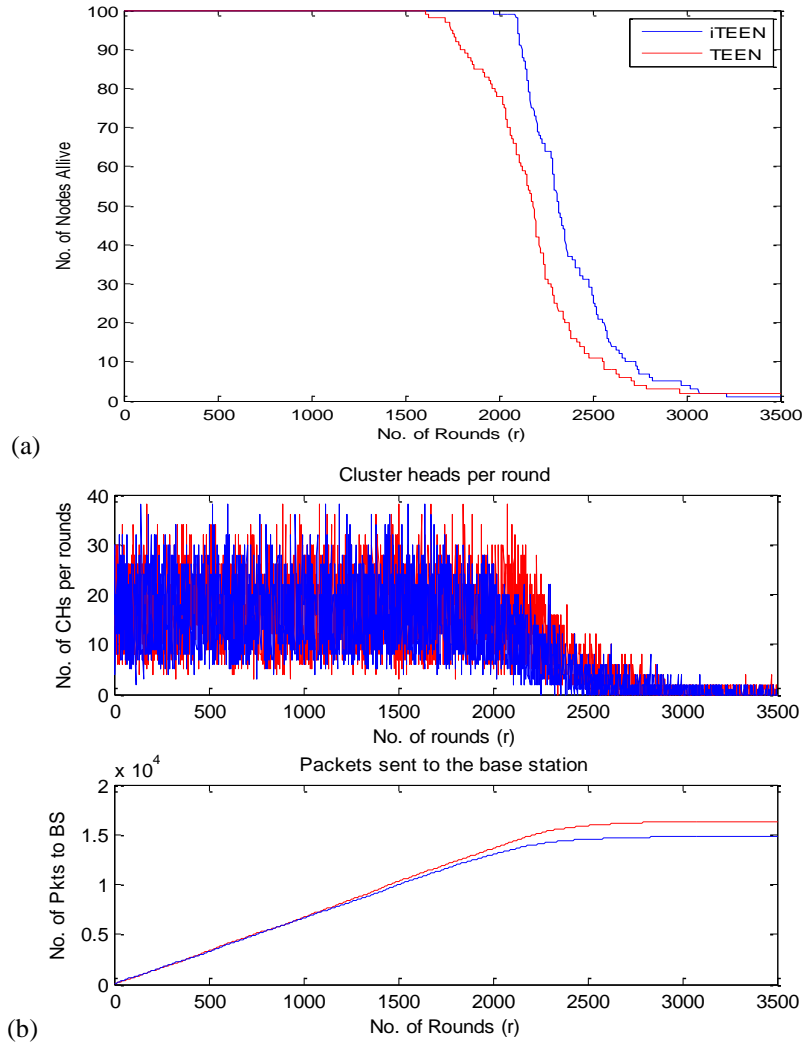 100
90
80
70
60
50
40
30
20
10
0
No. of Nodes Allive
iTEEN
TEEN
0 500 1000 1500 2000 2500 3000 3500
No. of Rounds (r)
(a)
Cluster heads per round
40
30
20
10
0
No. of CHs per rounds
0 500 1000 1500 2000 2500 3000 3500
No. of rounds (r)
Packets sent to the base station
x 10^4
2
1.5
1
0.5
0
No. of Pkts to BS
0 500 1000 1500 2000 2500 3000 3500
No. of Rounds (r)
(b)